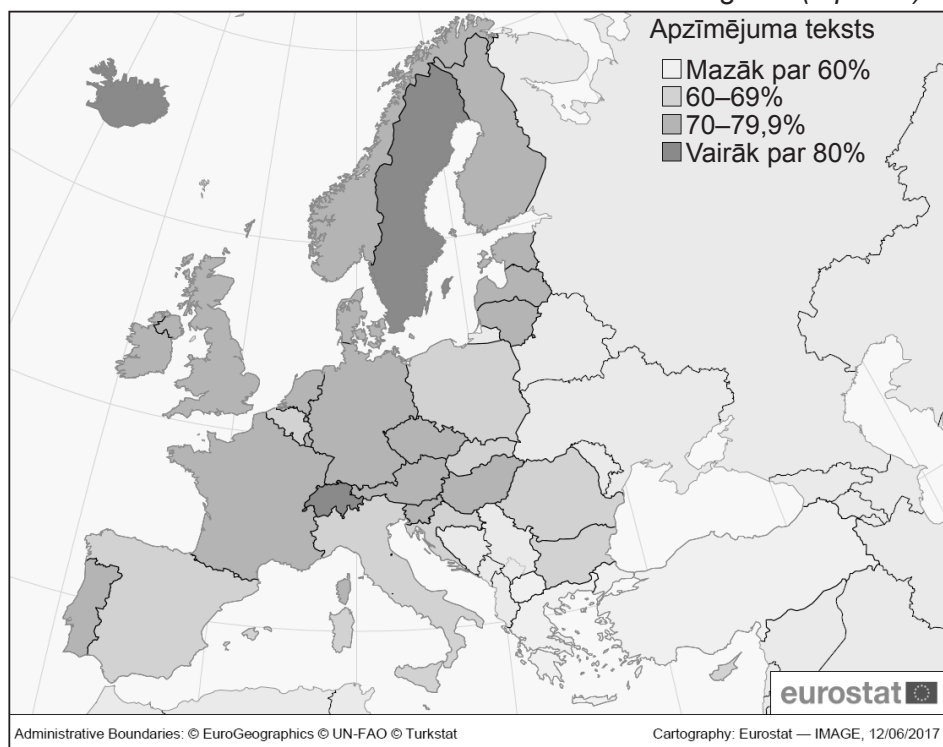 Apzīmējuma teksts
Mazāk par 60%
60–69%
70–79,9%
Vairāk par 80%
eurostat
Administrative Boundaries: © EuroGeographics © UN-FAO © Turkstat
Cartography: Eurostat — IMAGE, 12/06/2017